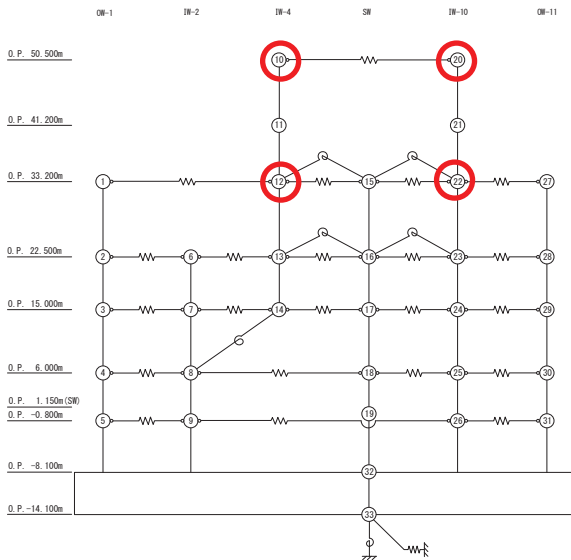 OW-1 IW-2 IW-4 SW IW-10 OW-11
O.P. 50.500m 10 20
O.P. 41.200m 11 21
O.P. 33.200m 1 12 15 22 27
O.P. 22.500m 2 6 13 16 23 28
O.P. 15.000m 3 7 14 17 24 29
O.P. 6.000m 4 8 18 25 30
O.P. 1.150m(SW) 19
O.P. -0.800m 5 9 26 31
O.P. -8.100m 32
O.P.-14.100m 33